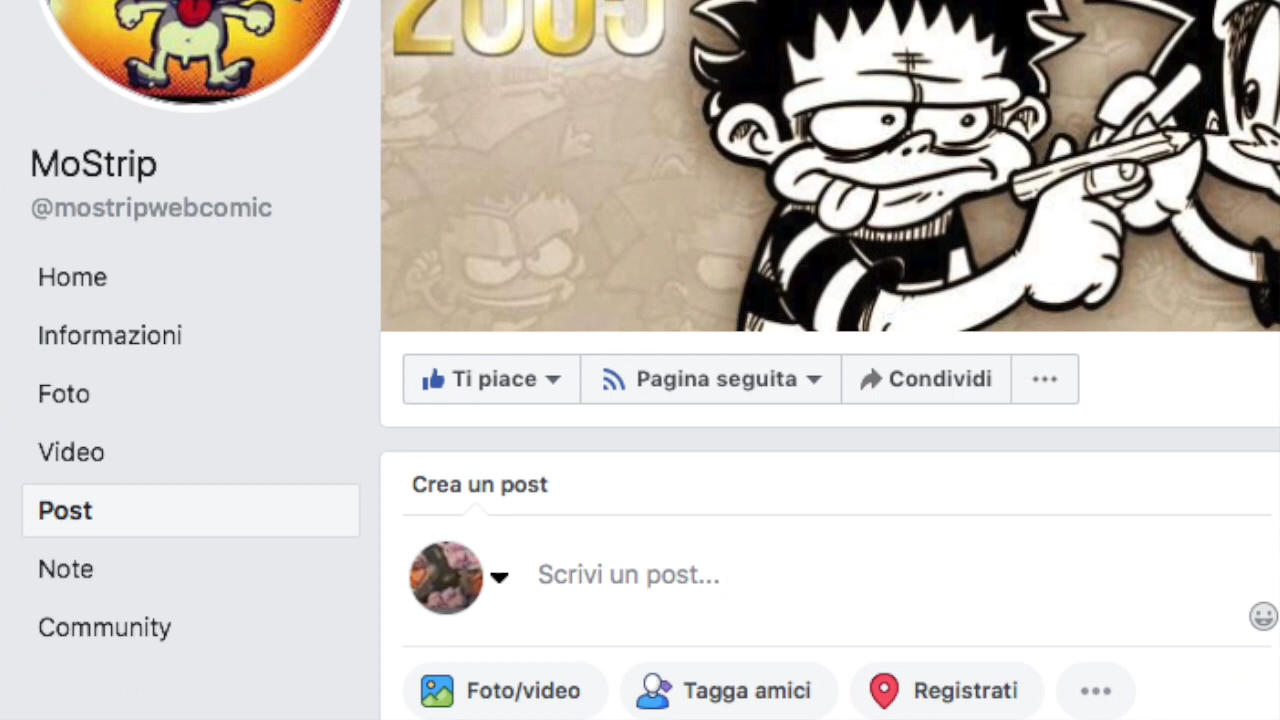 2005
MoStrip
@mostripwebcomic
Home
Informazioni
Foto
Video
Post
Note
Community
Ti piace
Pagina seguita
Condividi
Crea un post
Scrivi un post...
Foto/video
Tagga amici
Registrati